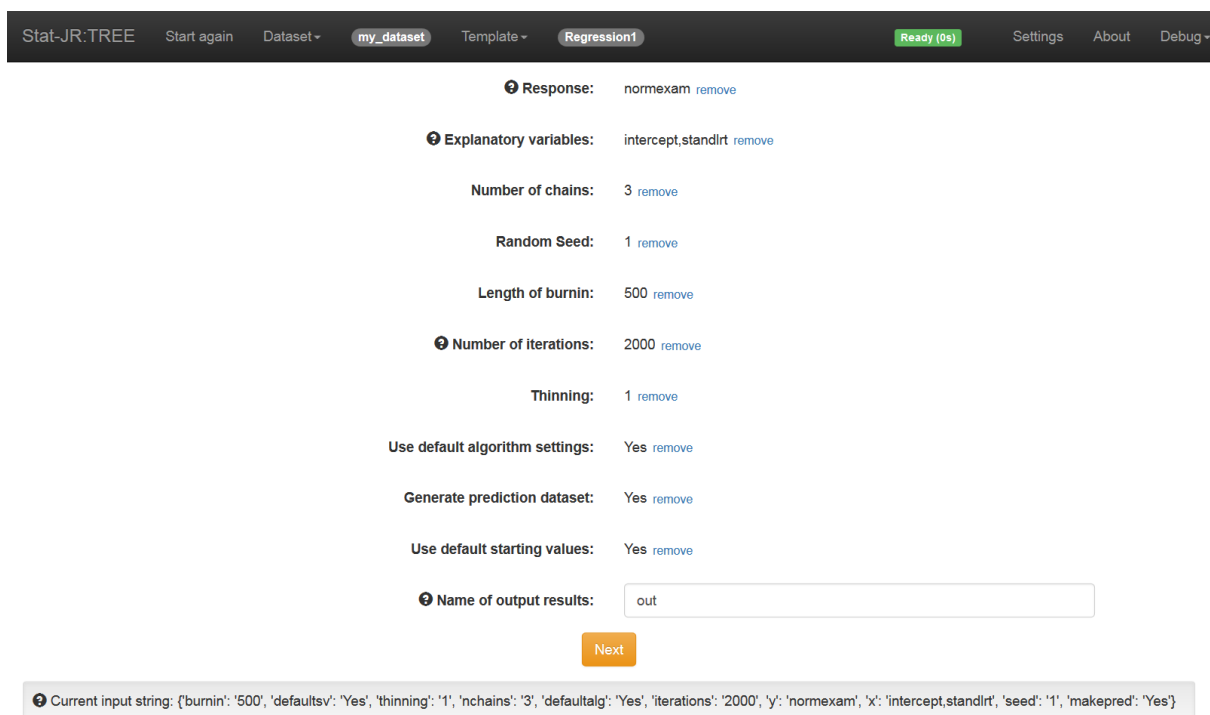 Stat-JR:TREE Start again Dataset my_dataset Template Regression1 Ready (0s) Settings About Debug
Response: normexam remove
Explanatory variables: intercept,standlrt remove
Number of chains: 3 remove
Random Seed: 1 remove
Length of burnin: 500 remove
Number of iterations: 2000 remove
Thinning: 1 remove
Use default algorithm settings: Yes remove
Generate prediction dataset: Yes remove
Use default starting values: Yes remove
Name of output results: out
Next
Current input string: {'burnin': '500', 'defaultsv': 'Yes', 'thinning': '1', 'nchains': '3', 'defaultalg': 'Yes', 'iterations': '2000', 'y': 'normexam', 'x': 'intercept,standlrt', 'seed': '1', 'makepred': 'Yes'}